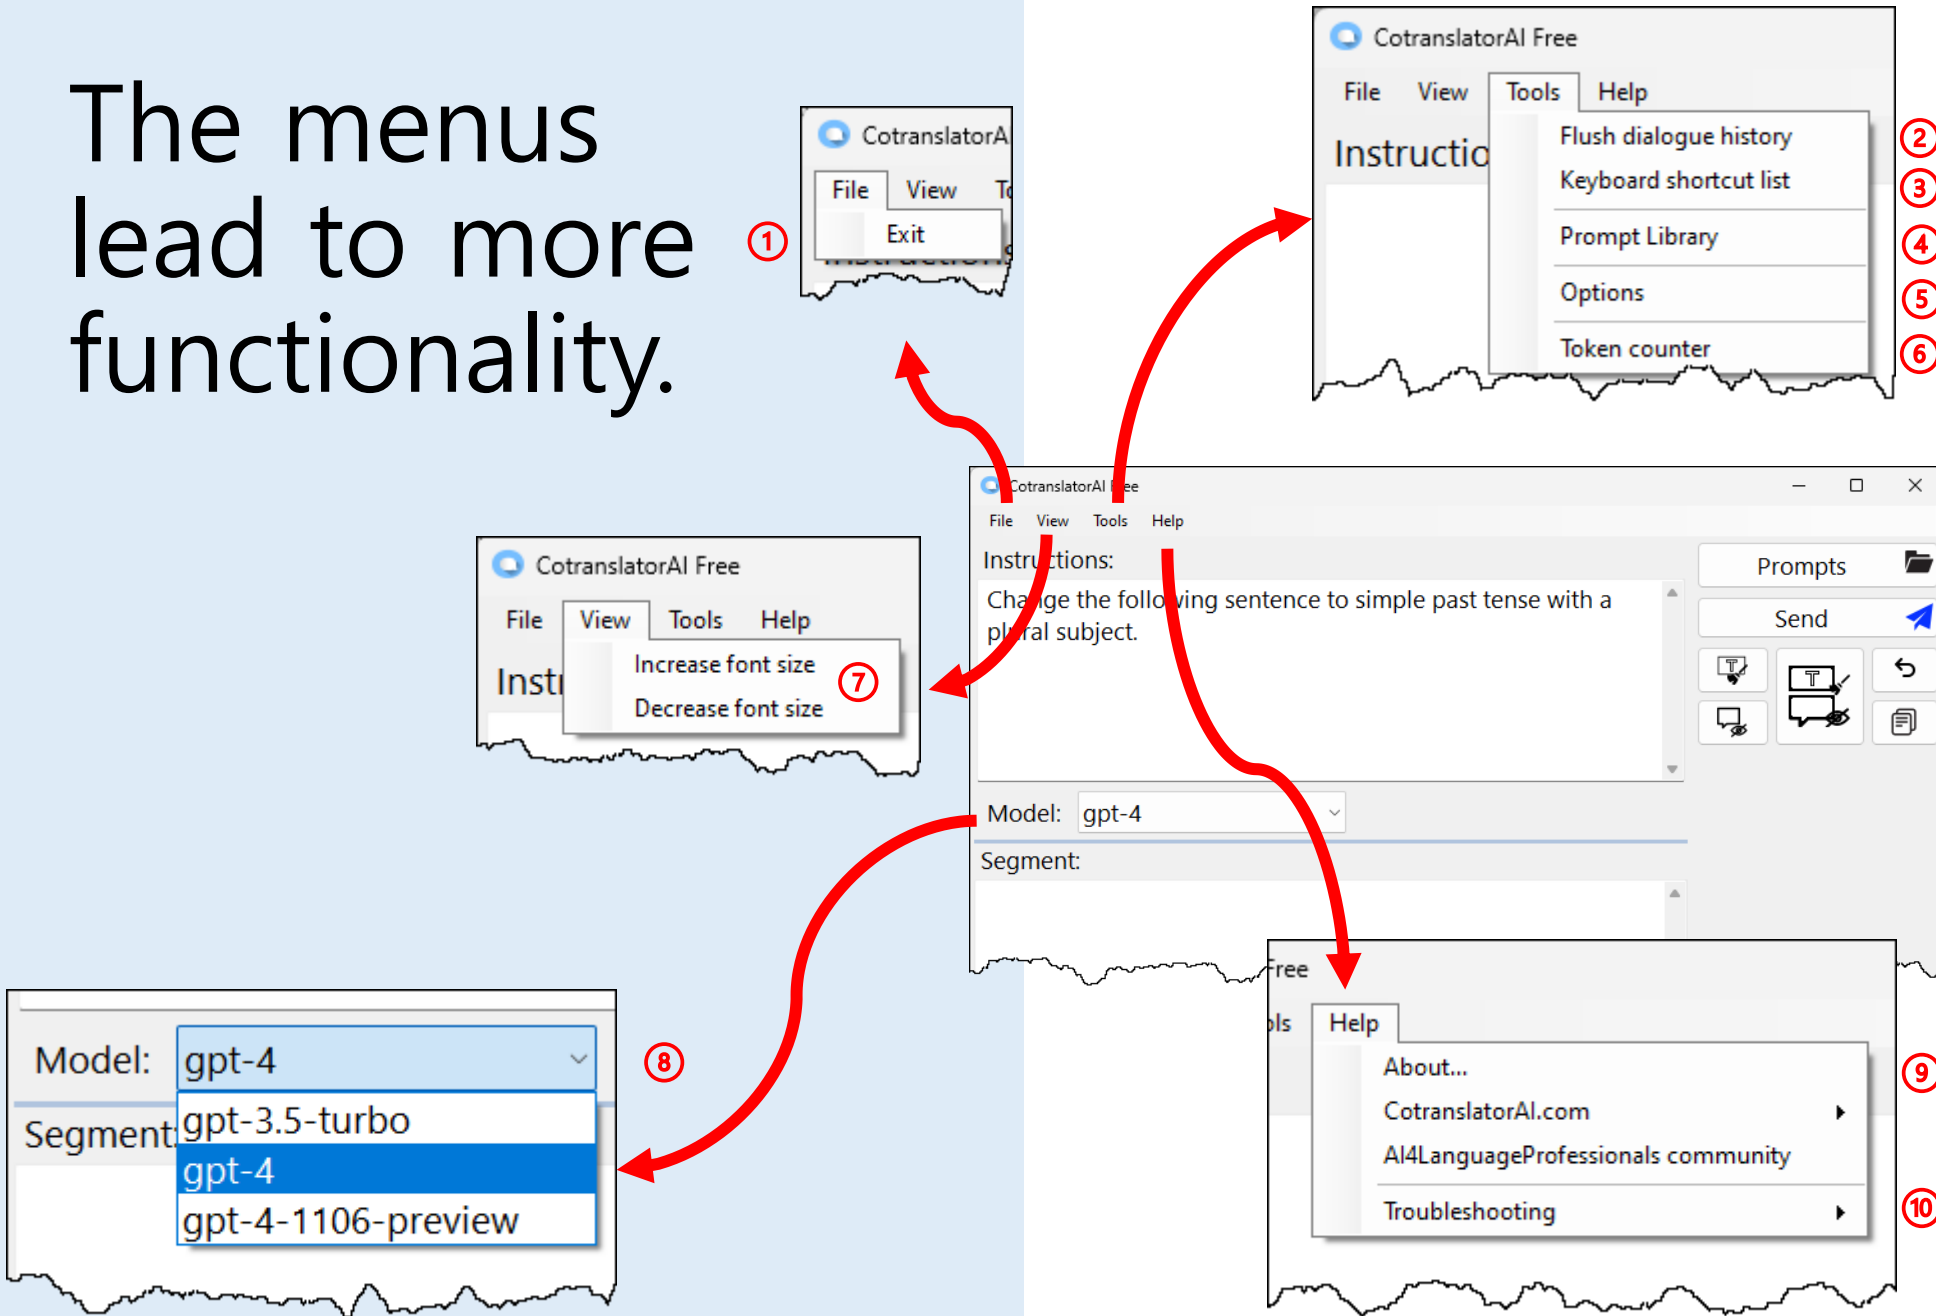 The menus
lead to more
functionality.
CotranslatorA
File View To
① Exit
CotranslatorAI Free
File View Tools Help
Instructio
Flush dialogue history ②
Keyboard shortcut list ③
Prompt Library ④
Options ⑤
Token counter ⑥
CotranslatorAI Free
File View Tools Help
Instructions:
Change the following sentence to simple past tense with a
plural subject.
Prompts
Send
Model: gpt-4
Segment:
CotranslatorAI Free
File View Tools Help
Instr
Increase font size ⑦
Decrease font size
Model: gpt-4 ⑧
Segment:
gpt-3.5-turbo
gpt-4
gpt-4-1106-preview
Free
ols Help
About... ⑨
CotranslatorAI.com
AI4LanguageProfessionals community
Troubleshooting ⑩